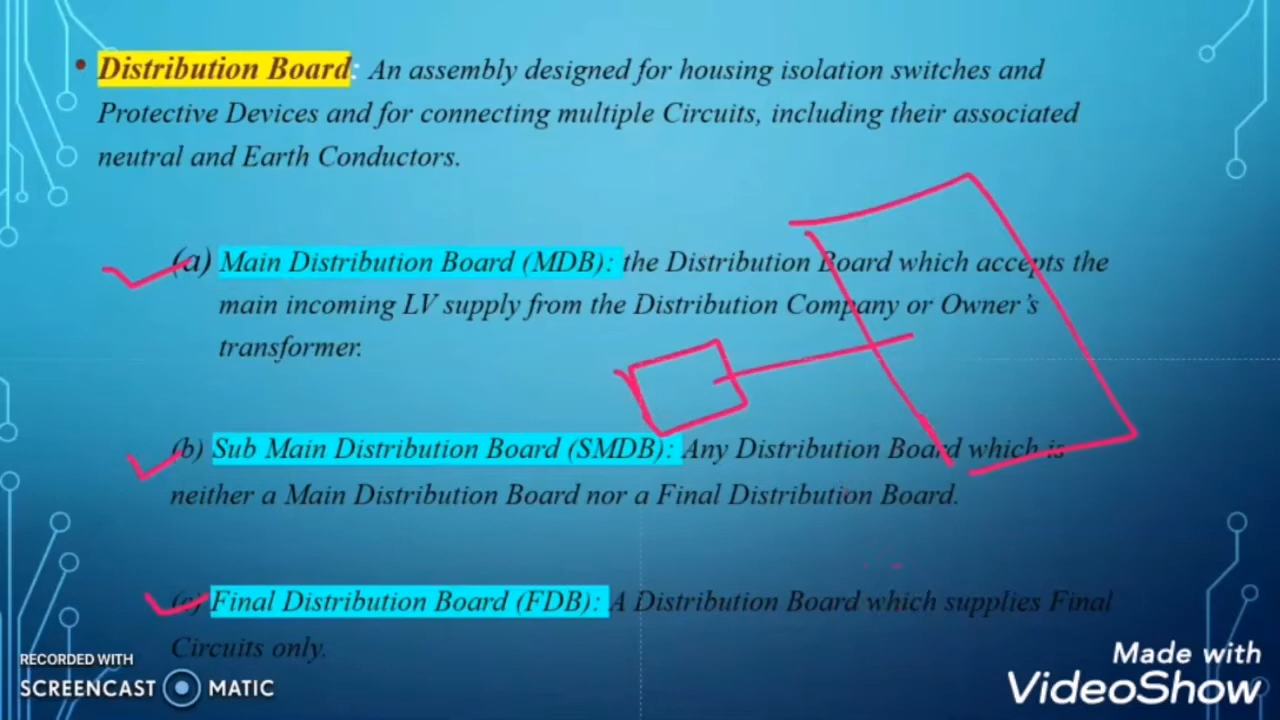 • Distribution Board: An assembly designed for housing isolation switches and
Protective Devices and for connecting multiple Circuits, including their associated
neutral and Earth Conductors.
(a) Main Distribution Board (MDB): the Distribution Board which accepts the
main incoming LV supply from the Distribution Company or Owner's
transformer.
(b) Sub Main Distribution Board (SMDB): Any Distribution Board which is
neither a Main Distribution Board nor a Final Distribution Board.
(c) Final Distribution Board (FDB): A Distribution Board which supplies Final
Circuits only.
RECORDED WITH
SCREENCAST MATIC
Made with
VideoShow